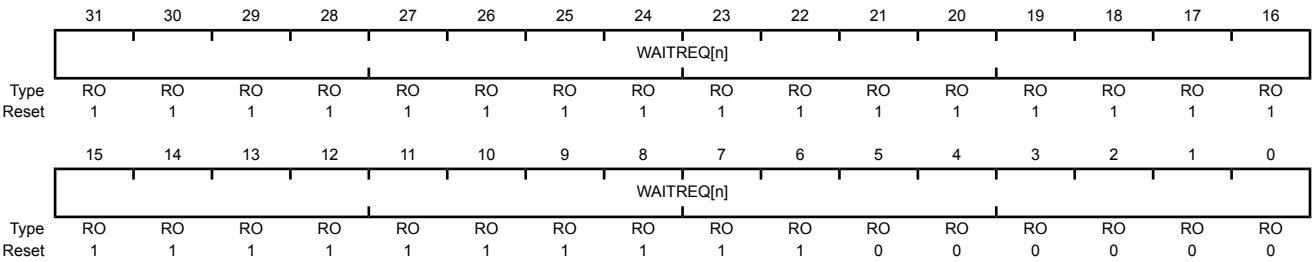 31 30 29 28 27 26 25 24 23 22 21 20 19 18 17 16
WAITREQ[n]
Type RO RO RO RO RO RO RO RO RO RO RO RO RO RO RO RO
Reset 1 1 1 1 1 1 1 1 1 1 1 1 1 1 1 1
15 14 13 12 11 10 9 8 7 6 5 4 3 2 1 0
WAITREQ[n]
Type RO RO RO RO RO RO RO RO RO RO RO RO RO RO RO RO
Reset 1 1 1 1 1 1 1 1 1 1 0 0 0 0 0 0